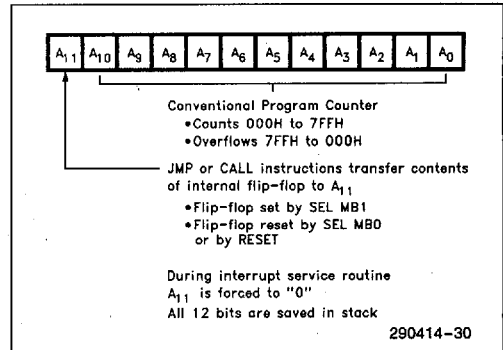 A11 A10 A9 A8 A7 A6 A5 A4 A3 A2 A1 A0
Conventional Program Counter
•Counts 000H to 7FFH
•Overflows 7FFH to 000H
JMP or CALL instructions transfer contents
of internal flip-flop to A11
•Flip-flop set by SEL MB1
•Flip-flop reset by SEL MB0
or by RESET
During interrupt service routine
A11 is forced to "0"
All 12 bits are saved in stack
290414-30